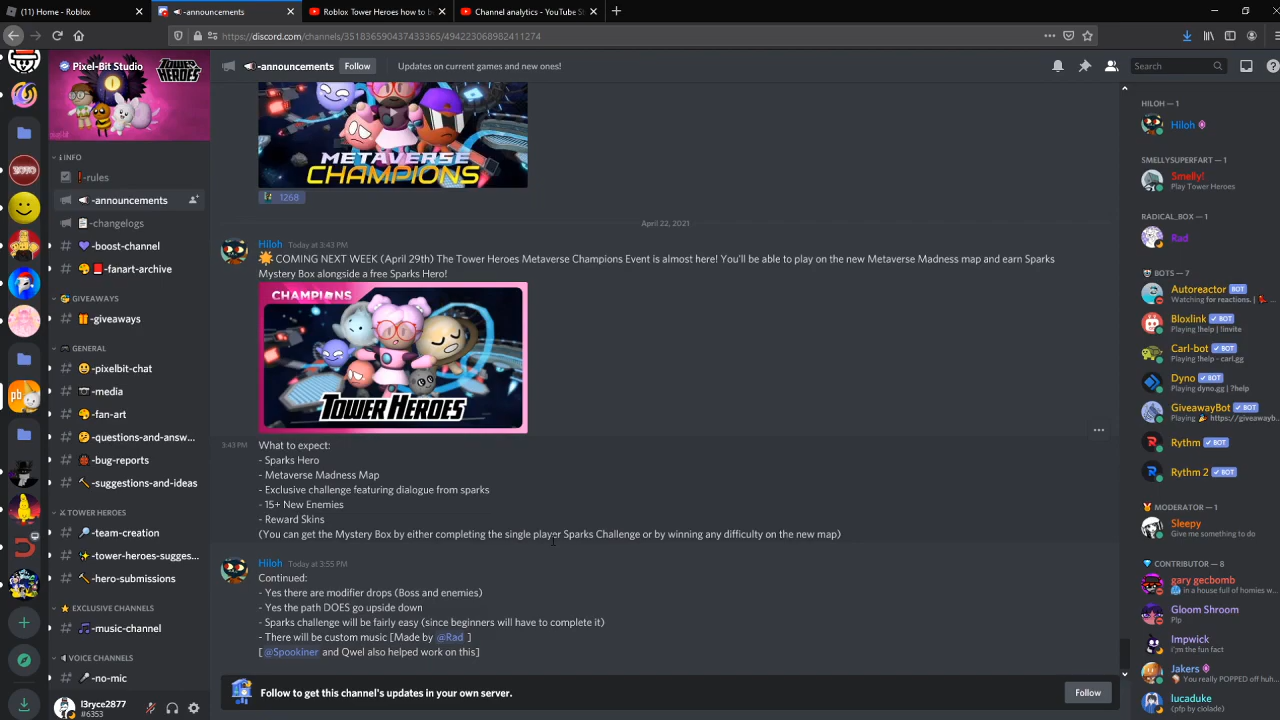 (11) Home - Roblox
-announcements
Roblox Tower Heroes how to b
Channel analytics - YouTube S
https://discord.com/channels/351836590437433365/494223068982411274
Pixel-Bit Studio
TOWER HEROES
-announcements
Follow
Updates on current games and new ones!
Search
INFO
-rules
-announcements
-changelogs
-boost-channel
-fanart-archive
GIVEAWAYS
-giveaways
GENERAL
-pixelbit-chat
-media
-fan-art
-questions-and-answ...
-bug-reports
-suggestions-and-ideas
TOWER HEROES
-team-creation
-tower-heroes-sugges...
-hero-submissions
EXCLUSIVE CHANNELS
-music-channel
VOICE CHANNELS
-no-mic
l3ryce2877
#6353
METAVERSE
CHAMPIONS
1268
April 22, 2021
Hiloh Today at 3:43 PM
COMING NEXT WEEK (April 29th) The Tower Heroes Metaverse Champions Event is almost here! You'll be able to play on the new Metaverse Madness map and earn Sparks
Mystery Box alongside a free Sparks Hero!
CHAMPIONS
TOWER HEROES
3:43 PM What to expect:
- Sparks Hero
- Metaverse Madness Map
- Exclusive challenge featuring dialogue from sparks
- 15+ New Enemies
- Reward Skins
(You can get the Mystery Box by either completing the single player Sparks Challenge or by winning any difficulty on the new map)
Hiloh Today at 3:55 PM
Continued:
- Yes there are modifier drops (Boss and enemies)
- Yes the path DOES go upside down
- Sparks challenge will be fairly easy (since beginners will have to complete it)
- There will be custom music [Made by @Rad ]
[ @Spookiner and Qwel also helped work on this]
Follow to get this channel's updates in your own server.
Follow
HILOH — 1
Hiloh
SMELLYSUPERFART — 1
Smelly!
Play Tower Heroes
RADICAL_BOX — 1
Rad
BOTS — 7
Autoreactor BOT
Watching for reactions. |
Bloxlink BOT
Playing !help | !invite
Carl-bot BOT
Playing !help - carl.gg
Dyno BOT
Playing dyno.gg | ?help
GiveawayBot BOT
Playing https://giveawayb...
Rythm BOT
Rythm 2 BOT
MODERATOR — 1
Sleepy
Give me something to do
CONTRIBUTOR — 8
gary gecbomb
in a house full of homies w...
Gloom Shroom
Plp
Impwick
i'm the fun fact
Jakers
You really POPPED off huh...
lucaduke
(pfp by clolade)